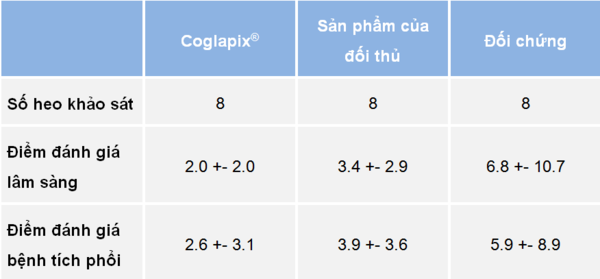 Coglapix®
Sản phẩm của
đối thủ
Đối chứng
Số heo khảo sát
8
8
8
Điểm đánh giá
lâm sàng
2.0 +- 2.0
3.4 +- 2.9
6.8 +- 10.7
Điểm đánh giá
bệnh tích phổi
2.6 +- 3.1
3.9 +- 3.6
5.9 +- 8.9